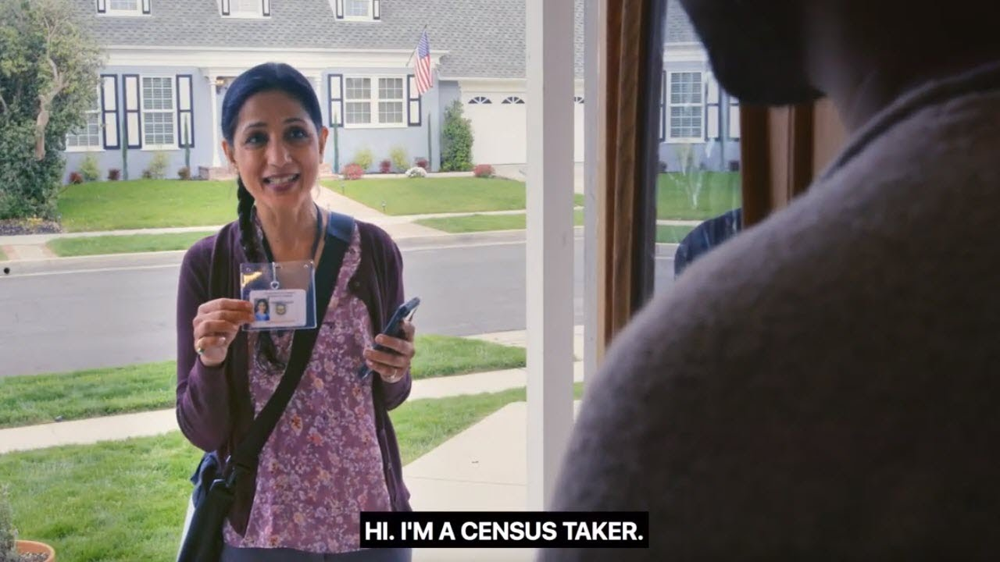 HI. I'M A CENSUS TAKER.